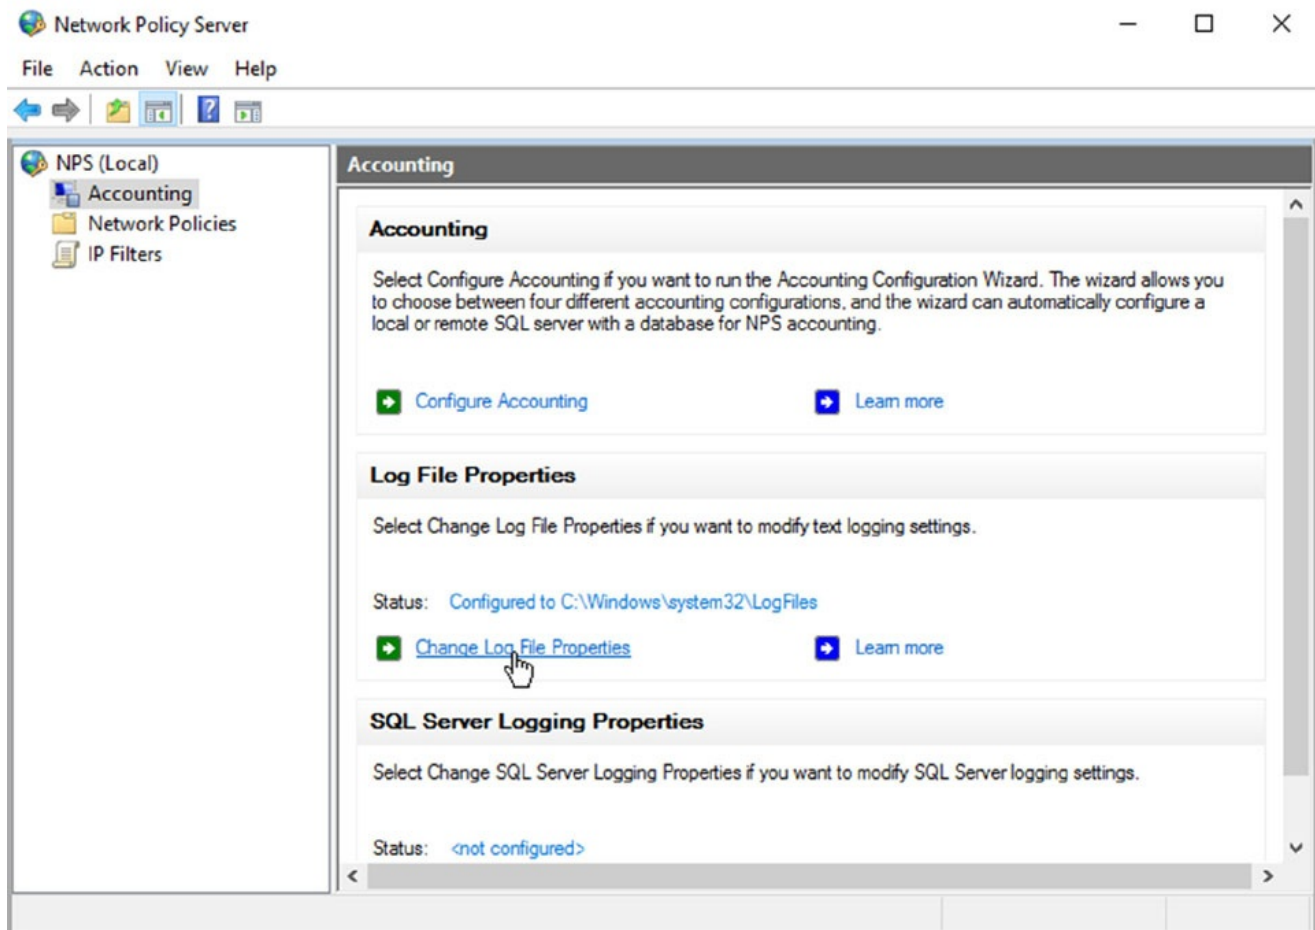 Network Policy Server
File Action View Help
NPS (Local)
Accounting
Network Policies
IP Filters
Accounting
Accounting
Select Configure Accounting if you want to run the Accounting Configuration Wizard. The wizard allows you
to choose between four different accounting configurations, and the wizard can automatically configure a
local or remote SQL server with a database for NPS accounting.
Configure Accounting
Learn more
Log File Properties
Select Change Log File Properties if you want to modify text logging settings.
Status: Configured to C:\Windows\system32\LogFiles
Change Log File Properties
Learn more
SQL Server Logging Properties
Select Change SQL Server Logging Properties if you want to modify SQL Server logging settings.
Status: <not configured>